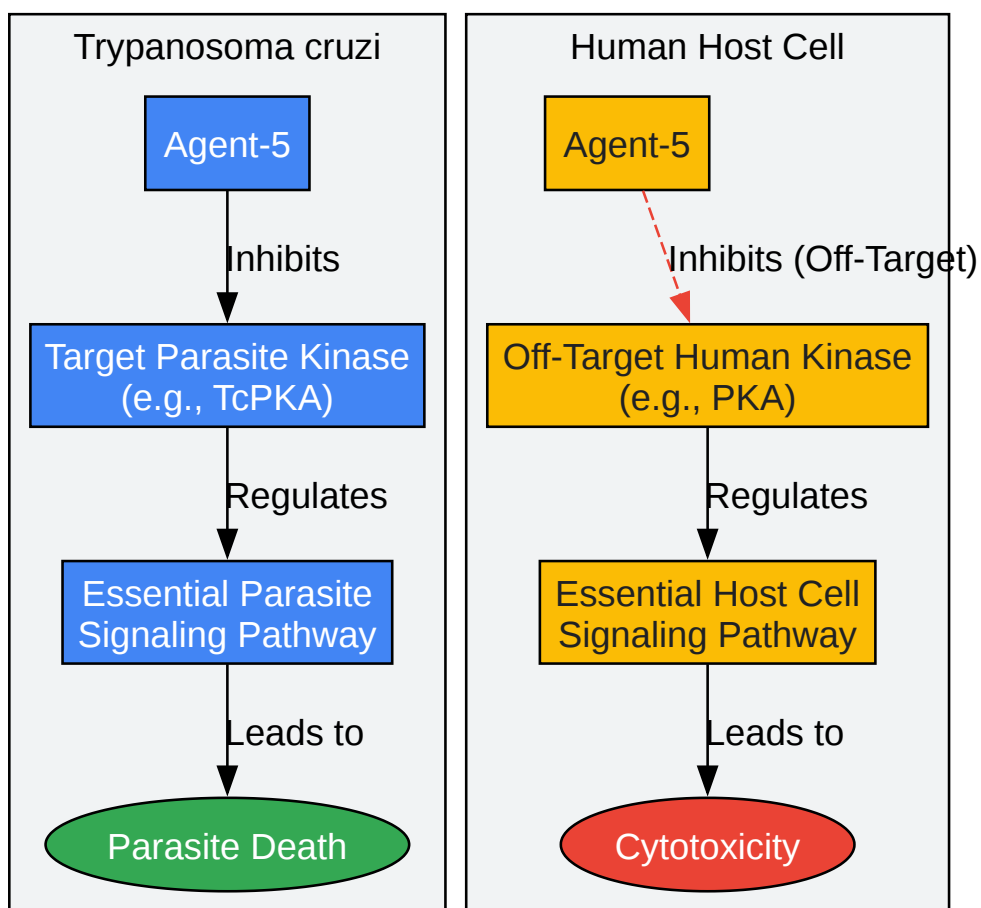 Trypanosoma cruzi
Agent-5
Inhibits
Target Parasite Kinase
(e.g., TcPKA)
Regulates
Essential Parasite
Signaling Pathway
Leads to
Parasite Death
Human Host Cell
Agent-5
Inhibits (Off-Target)
Off-Target Human Kinase
(e.g., PKA)
Regulates
Essential Host Cell
Signaling Pathway
Leads to
Cytotoxicity